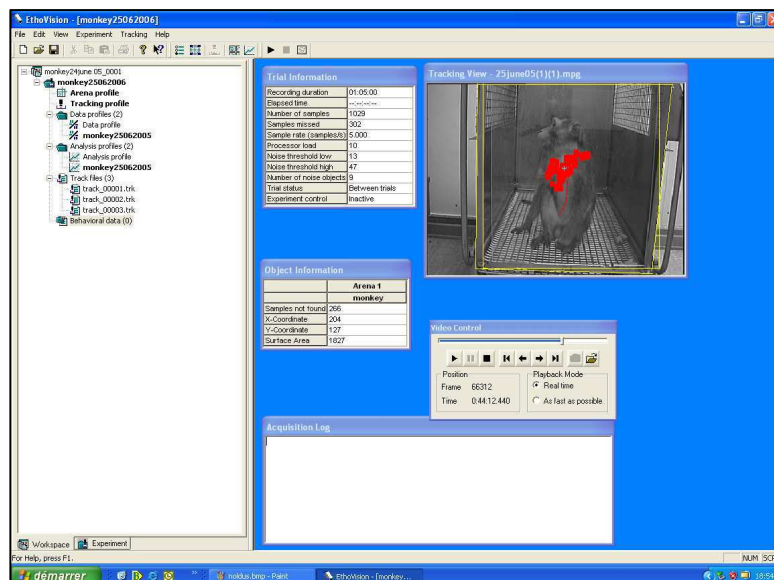 EthoVision - [monkey25062006]
File Edit View Experiment Tracking Help
monkey24june 05_0001
monkey25062006
Arena profile
Tracking profile
Data profiles (2)
Data profile
monkey25062005
Analysis profiles (2)
Analysis profile
monkey25062005
Track files (3)
track_00001.trk
track_00002.trk
track_00003.trk
Behavioral data (0)
Workspace Experiment
Trial Information
Recording duration 01:05:00
Elapsed time --:--:--:--
Number of samples 1029
Samples missed 302
Sample rate (samples/s) 5.000
Processor load 10
Noise threshold low 13
Noise threshold high 47
Number of noise objects 9
Trial status Between trials
Experiment control Inactive
Tracking View - 25june05(1)(1).mpg
Object Information
Arena 1
monkey
Samples not found 266
X-Coordinate 204
Y-Coordinate 127
Surface Area 1827
Video Control
Position
Frame 66312
Time 0:44:12.440
Playback Mode
Real time
As fast as possible
Acquisition Log
For Help, press F1.
NUM SCR
démarrer
noldus.bmp - Paint
EthoVision - [monkey...